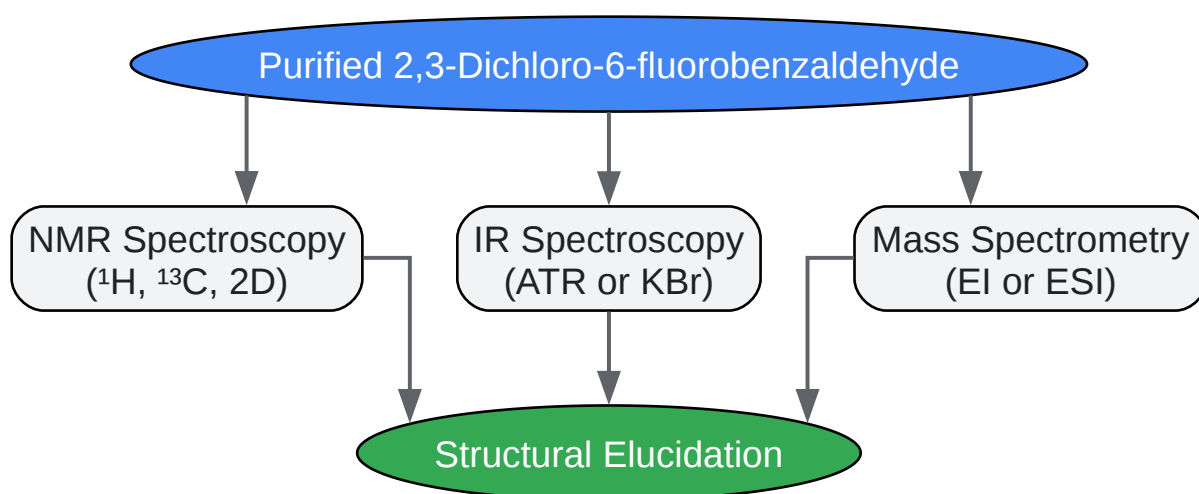 Purified 2,3-Dichloro-6-fluorobenzaldehyde
NMR Spectroscopy
(¹H, ¹³C, 2D)
IR Spectroscopy
(ATR or KBr)
Mass Spectrometry
(EI or ESI)
Structural Elucidation